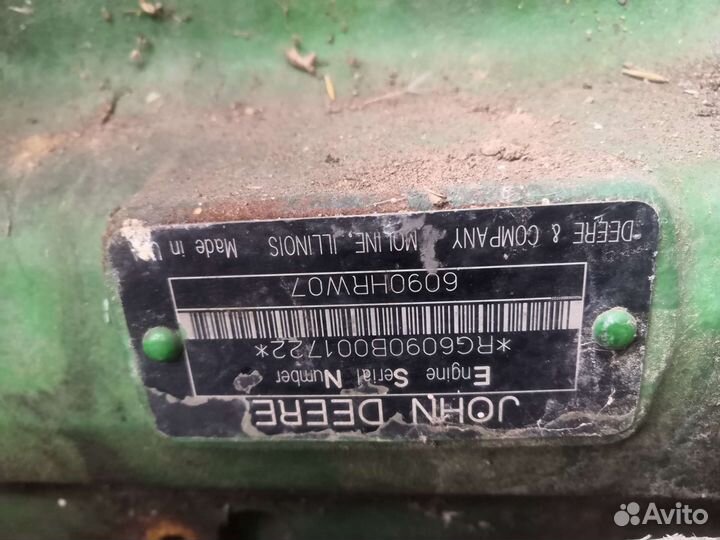 JOHN DEERE
Engine Serial Number
*RG6090B001722*
6090HRW07
DEERE & COMPANY MOLINE, ILLINOIS Made in U
Avito